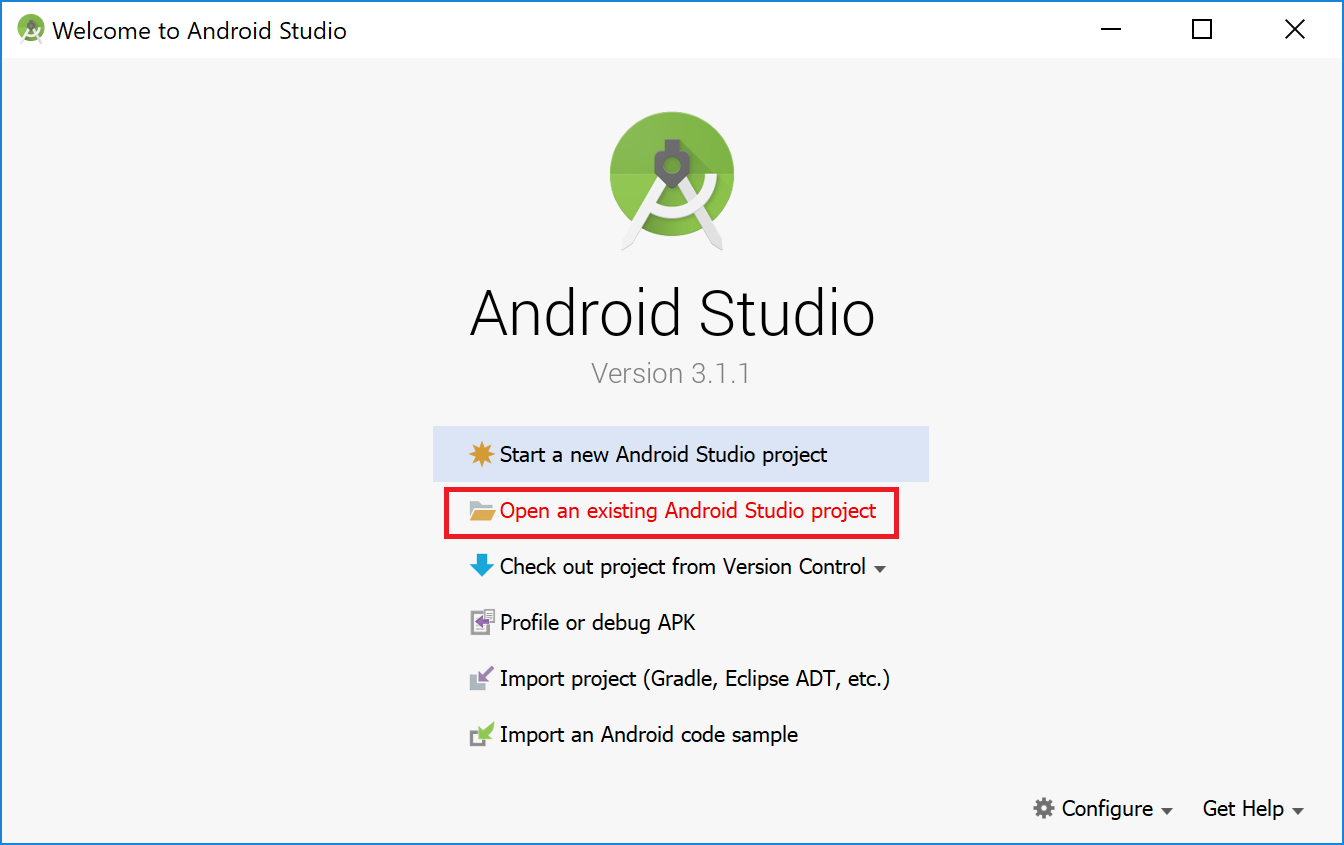 Welcome to Android Studio
Android Studio
Version 3.1.1
Start a new Android Studio project
Open an existing Android Studio project
Check out project from Version Control
Profile or debug APK
Import project (Gradle, Eclipse ADT, etc.)
Import an Android code sample
Configure Get Help